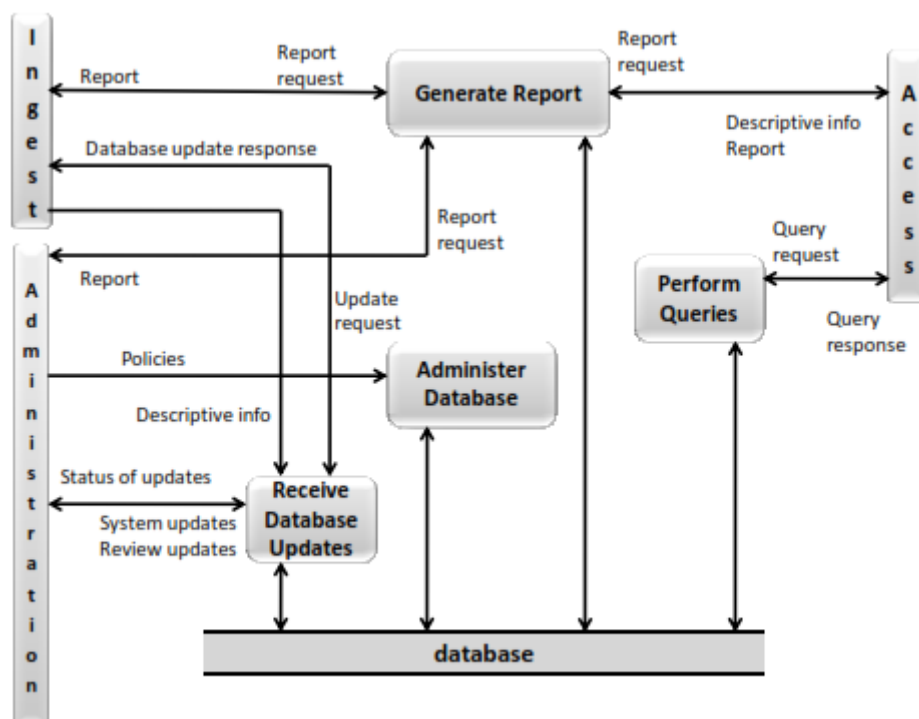 Ingest
Report
Report
request
Generate Report
Report
request
Access
Descriptive info
Report
Database update response
Report
request
Query
request
Administration
Report
Perform
Queries
Update
request
Query
response
Policies
Administer
Database
Descriptive info
Status of updates
Receive
Database
Updates
System updates
Review updates
database